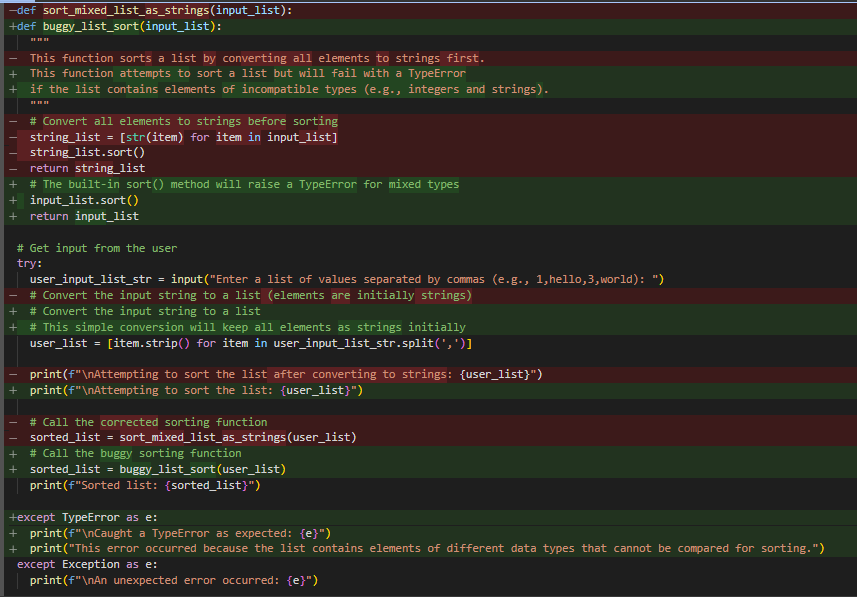 -def sort_mixed_list_as_strings(input_list):
+def buggy_list_sort(input_list):
"""
- This function sorts a list by converting all elements to strings first.
+ This function attempts to sort a list but will fail with a TypeError
+ if the list contains elements of incompatible types (e.g., integers and strings).
"""
- # Convert all elements to strings before sorting
- string_list = [str(item) for item in input_list]
- string_list.sort()
- return string_list
+ # The built-in sort() method will raise a TypeError for mixed types
+ input_list.sort()
+ return input_list
# Get input from the user
try:
user_input_list_str = input("Enter a list of values separated by commas (e.g., 1,hello,3,world): ")
- # Convert the input string to a list (elements are initially strings)
+ # Convert the input string to a list
+ # This simple conversion will keep all elements as strings initially
user_list = [item.strip() for item in user_input_list_str.split(',')]
- print(f"\nAttempting to sort the list after converting to strings: {user_list}")
+ print(f"\nAttempting to sort the list: {user_list}")
- # Call the corrected sorting function
- sorted_list = sort_mixed_list_as_strings(user_list)
+ # Call the buggy sorting function
+ sorted_list = buggy_list_sort(user_list)
print(f"Sorted list: {sorted_list}")
+except TypeError as e:
+ print(f"\nCaught a TypeError as expected: {e}")
+ print("This error occurred because the list contains elements of different data types that cannot be compared for sorting.")
except Exception as e:
print(f"\nAn unexpected error occurred: {e}")